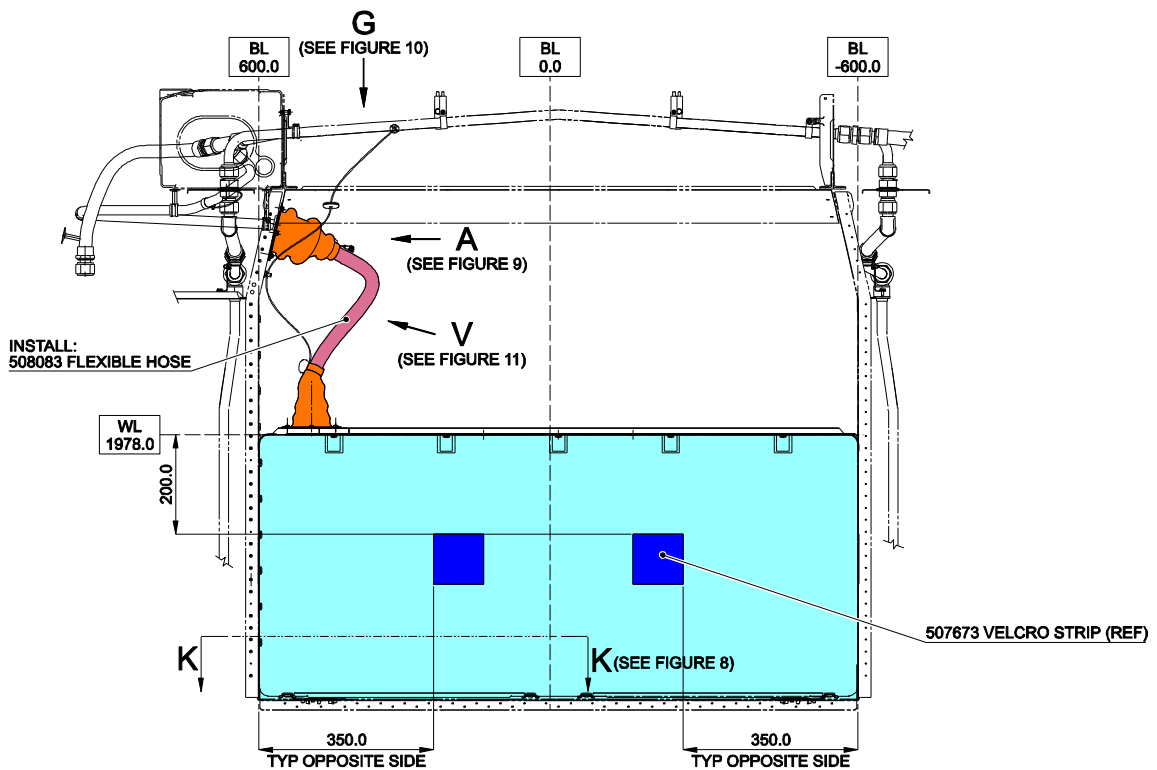 G
(SEE FIGURE 10)
BL
600.0
BL
0.0
BL
-600.0
A
(SEE FIGURE 9)
V
(SEE FIGURE 11)
INSTALL:
508083 FLEXIBLE HOSE
WL
1978.0
200.0
507673 VELCRO STRIP (REF)
K
K (SEE FIGURE 8)
350.0
TYP OPPOSITE SIDE
350.0
TYP OPPOSITE SIDE